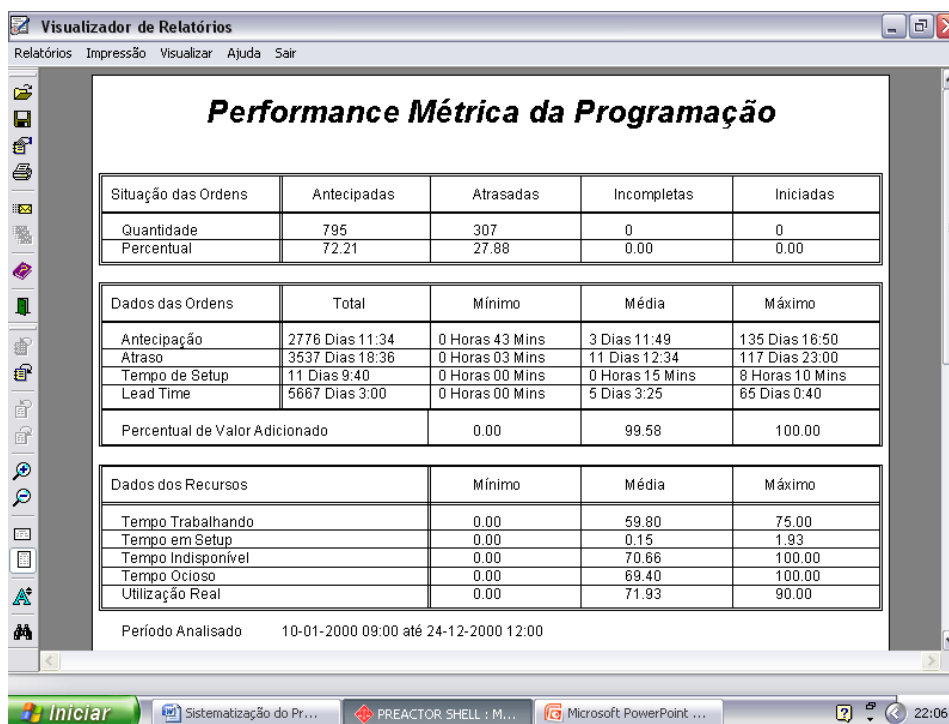 Visualizador de Relatórios
Relatórios Impressão Visualizar Ajuda Sair
Performance Métrica da Programação
Situação das Ordens Antecipadas Atrasadas Incompletas Iniciadas
Quantidade 795 307 0 0
Percentual 72.21 27.88 0.00 0.00
Dados das Ordens Total Mínimo Média Máximo
Antecipação 2776 Dias 11:34 0 Horas 43 Mins 3 Dias 11:49 135 Dias 16:50
Atraso 3537 Dias 18:36 0 Horas 03 Mins 11 Dias 12:34 117 Dias 23:00
Tempo de Setup 11 Dias 9:40 0 Horas 00 Mins 0 Horas 15 Mins 8 Horas 10 Mins
Lead Time 5667 Dias 3:00 0 Horas 00 Mins 5 Dias 3:25 65 Dias 0:40
Percentual de Valor Adicionado 0.00 99.58 100.00
Dados dos Recursos Mínimo Média Máximo
Tempo Trabalhando 0.00 59.80 75.00
Tempo em Setup 0.00 0.15 1.93
Tempo Indisponível 0.00 70.66 100.00
Tempo Ocioso 0.00 69.40 100.00
Utilização Real 0.00 71.93 90.00
Período Analisado 10-01-2000 09:00 até 24-12-2000 12:00
Iniciar Sistematização do Pr... PREACTOR SHELL : M... Microsoft PowerPoint ... 22:06